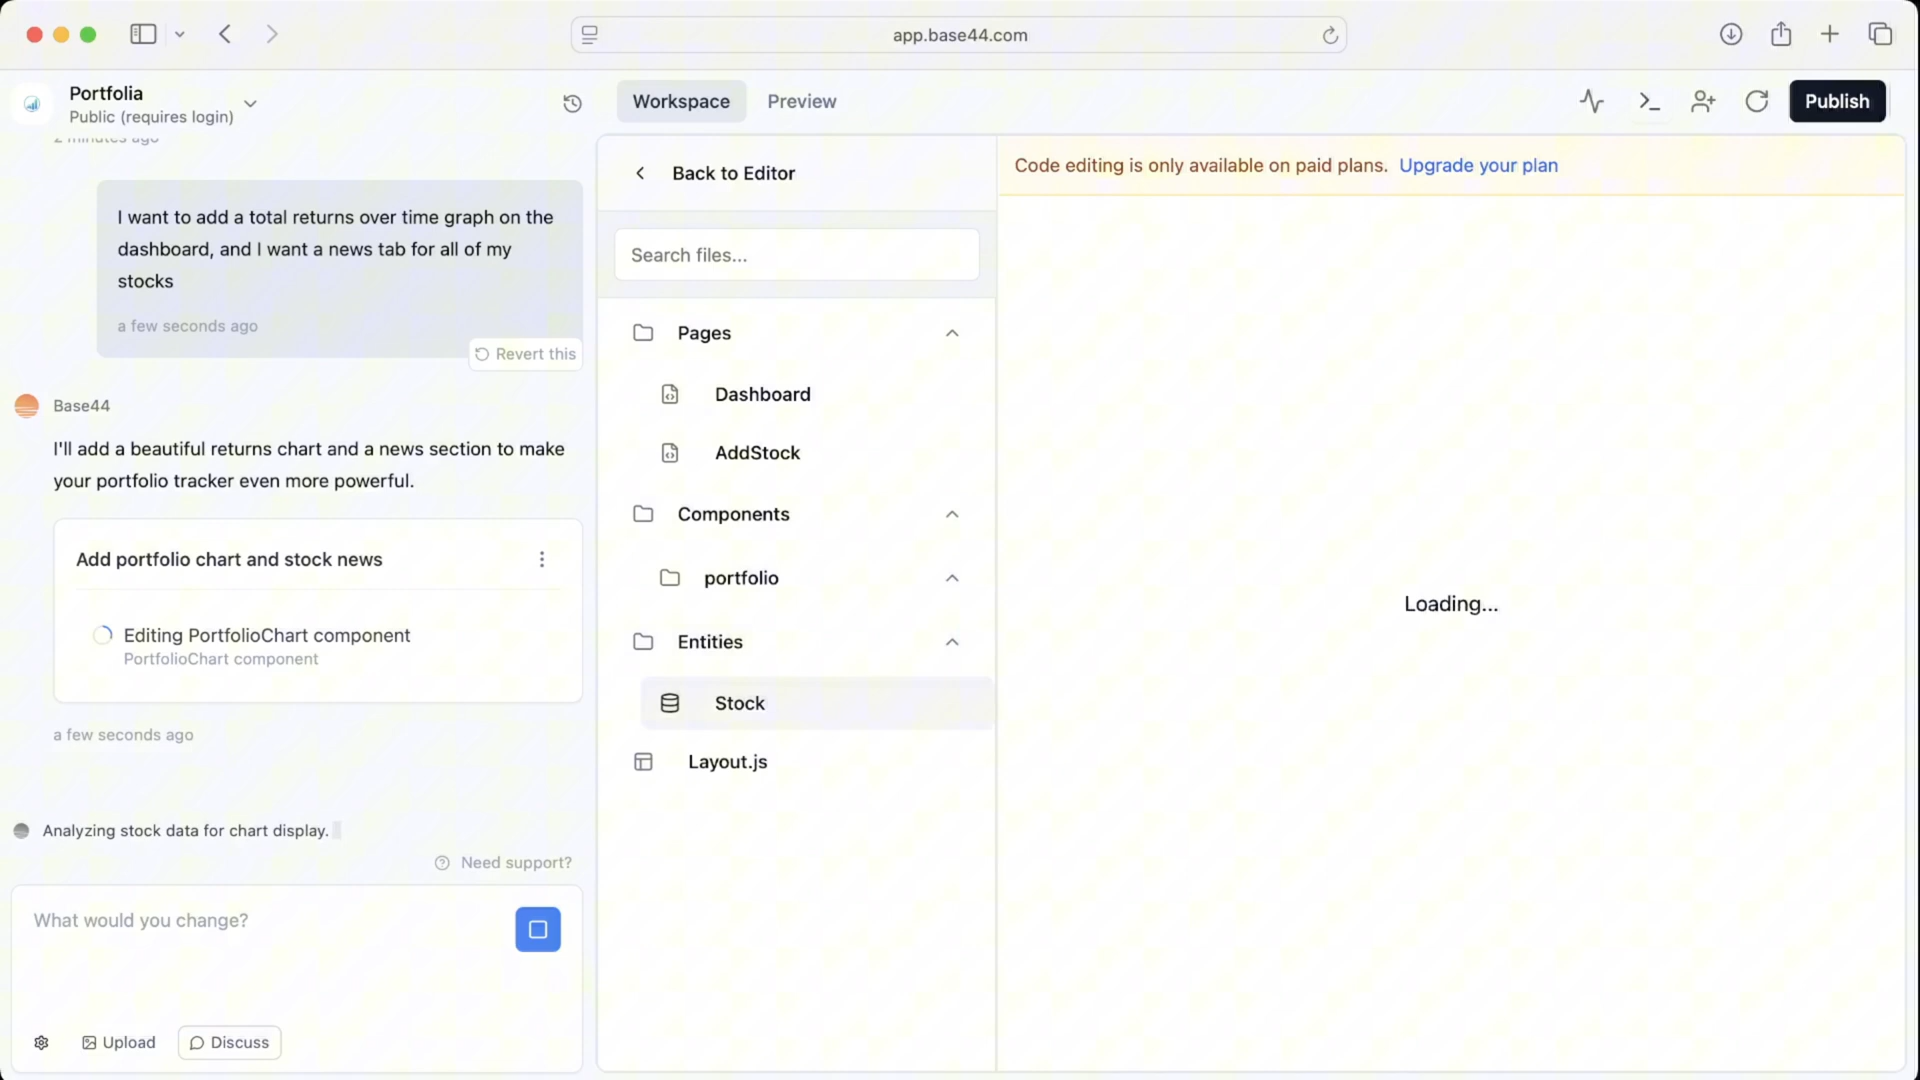 app.base44.com
Portfolia
Public (requires login)
Workspace
Preview
Publish
2 minutes ago
I want to add a total returns over time graph on the
dashboard, and I want a news tab for all of my
stocks
a few seconds ago
Revert this
Base44
I'll add a beautiful returns chart and a news section to make
your portfolio tracker even more powerful.
Add portfolio chart and stock news
Editing PortfolioChart component
PortfolioChart component
a few seconds ago
Analyzing stock data for chart display.
Need support?
What would you change?
Upload
Discuss
Back to Editor
Search files...
Pages
Dashboard
AddStock
Components
portfolio
Entities
Stock
Layout.js
Code editing is only available on paid plans. Upgrade your plan
Loading...